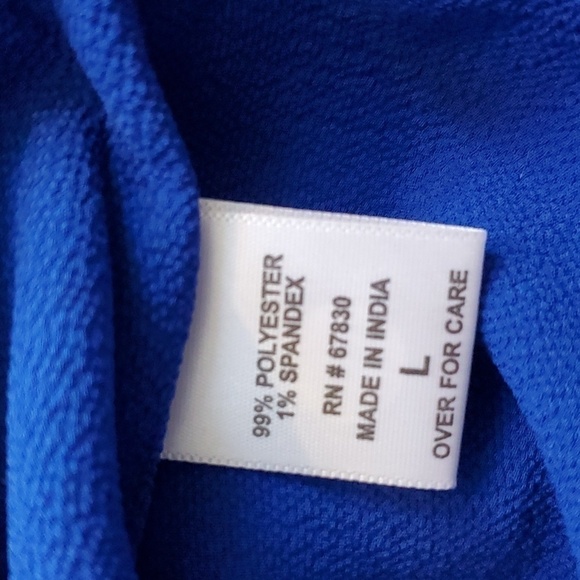 99% POLYESTER
1% SPANDEX
RN # 67830
MADE IN INDIA
L
OVER FOR CARE